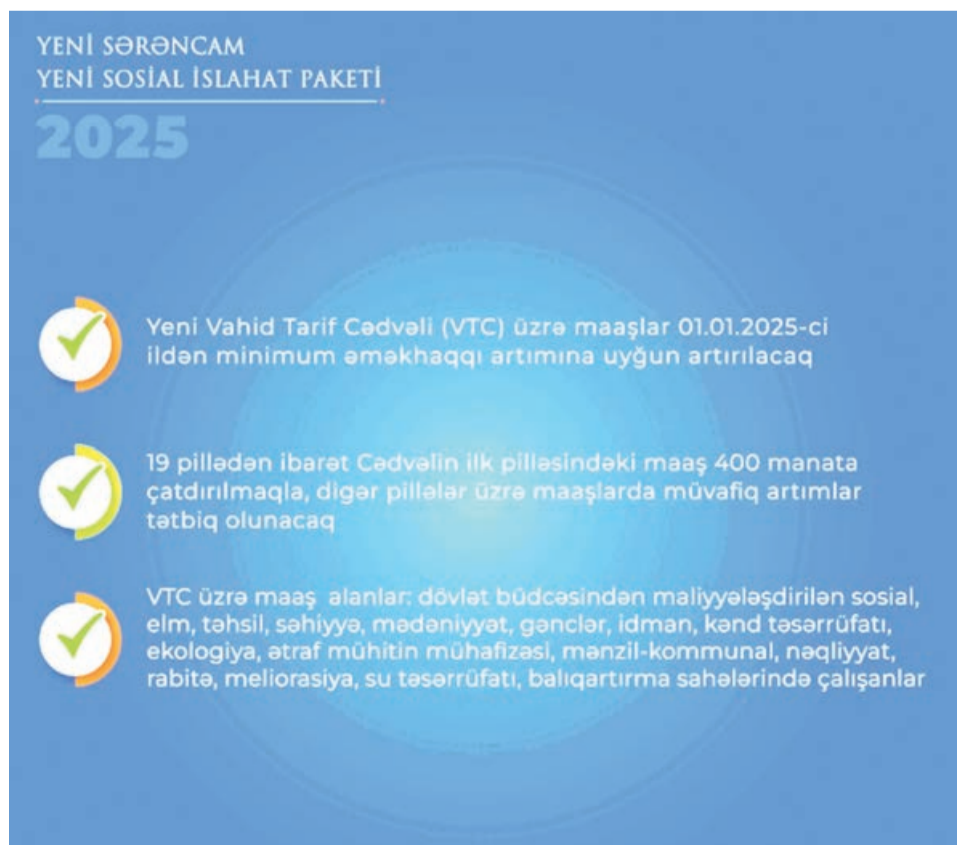 YENİ SƏRƏNCAM
YENİ SOSİAL İSLAHAT PAKETİ
2025
Yeni Vahid Tarif Cədvəli (VTC) üzrə maaşlar 01.01.2025-ci
ildən minimum əməkhaqqı artımına uyğun artırılacaq
19 pillədən ibarət Cədvəlin ilk pilləsindəki maaş 400 manata
çatdırılmaqla, digər pillələr üzrə maaşlarda müvafiq artımlar
tətbiq olunacaq
VTC üzrə maaş alanlar: dövlət büdcəsindən maliyyələşdirilən sosial,
elm, təhsil, səhiyyə, mədəniyyət, gənclər, idman, kənd təsərrüfatı,
ekologiya, ətraf mühitin mühafizəsi, mənzil-kommunal, nəqliyyat,
rabitə, meliorasiya, su təsərrüfatı, balıqartırma sahələrində çalışanlar